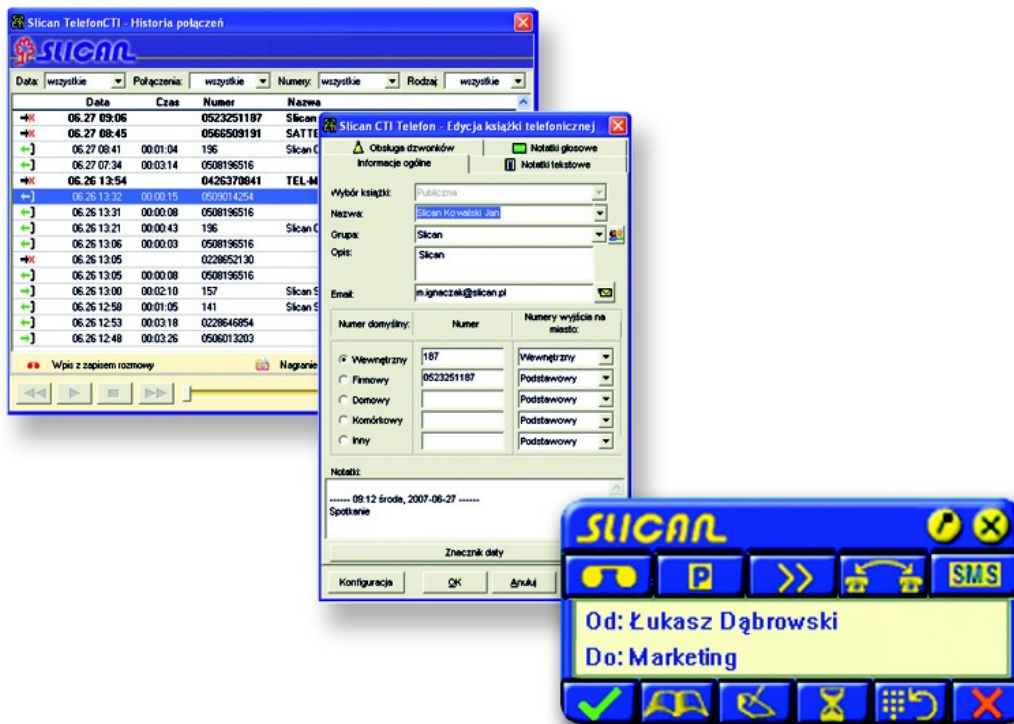 Slican TelefonCTI - Historia połączeń
SLICAN
Data: wszystkie Połączenia: wszystkie Numery: wszystkie Rodzaj: wszystkie
Data Czas Numer Nazwa
06.27 09:06 0523251187 Slican
06.27 08:45 0566509191 SATTE
06.27 08:41 00:01:04 196 Slican C
06.27 07:34 00:03:14 0508196516
06.26 13:54 0426370841 TEL-M
06.26 13:32 00:00:15 0509014254
06.26 13:31 00:00:08 0508196516
06.26 13:21 00:00:43 196 Slican C
06.26 13:06 00:00:03 0508196516
06.26 13:05 0228652130
06.26 13:05 00:00:08 0508196516
06.26 13:00 00:02:10 157 Slican S
06.26 12:58 00:01:05 141 Slican S
06.26 12:53 00:03:18 0228646854
06.26 12:48 00:03:26 0506013203
Wpis z zapisem rozmowy Nagranie
Slican CTI Telefon - Edycja książki telefonicznej
Obsługa dzwonków Notatki głosowe
Informacje ogólne Notatki tekstowe
Wybór książki: Publiczna
Nazwa: Slican Kowalski Jan
Grupa: Slican
Opis: Slican
Email: m.ignaczak@slican.pl
Numer domyślny: Numer Numery wyjścia na miasto:
Wewnętrzny 187 Wewnętrzny
Firmowy 0523251187 Podstawowy
Domowy Podstawowy
Komórkowy Podstawowy
Inny Podstawowy
Notatki:
------ 09:12 środa, 2007-06-27 ------
Spotkanie
Znacznik daty
Konfiguracja OK Anuluj
SLICAN
P SMS
Od: Łukasz Dąbrowski
Do: Marketing